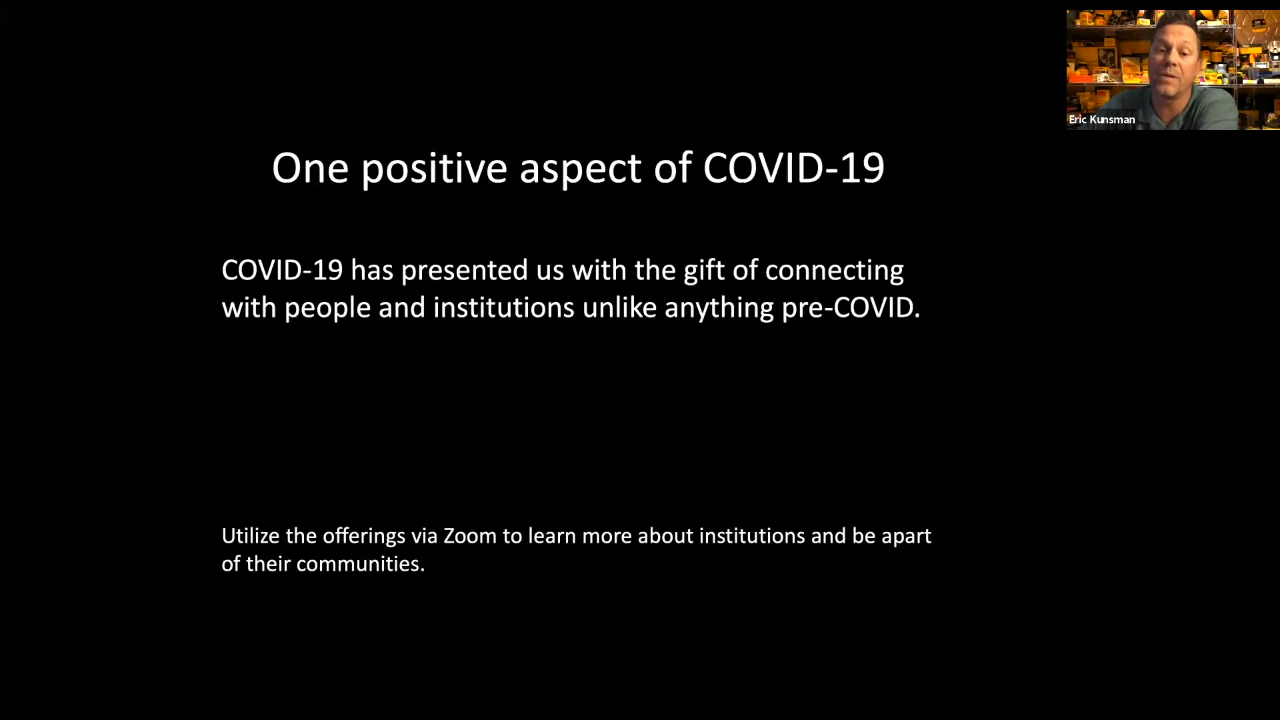 Eric Kunsman
One positive aspect of COVID-19
COVID-19 has presented us with the gift of connecting
with people and institutions unlike anything pre-COVID.
Utilize the offerings via Zoom to learn more about institutions and be apart
of their communities.